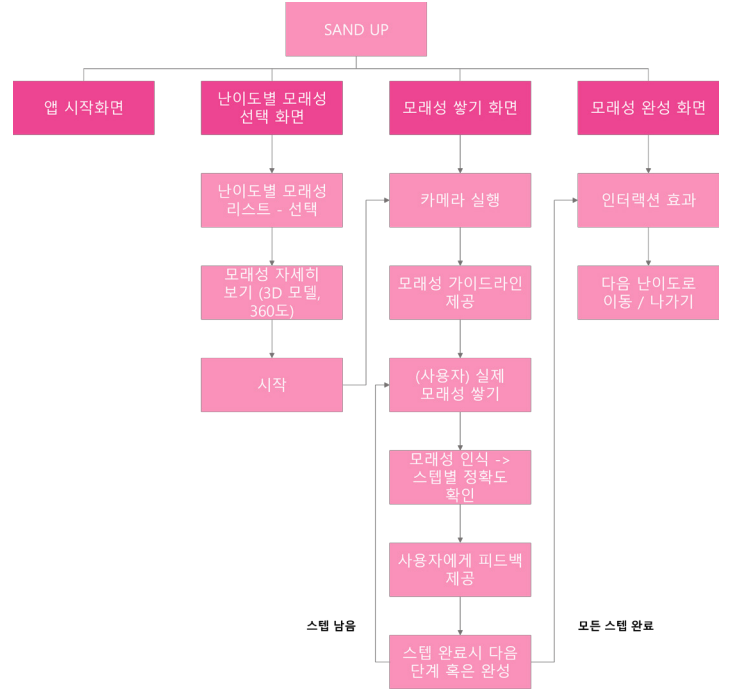 SAND UP
앱 시작화면
난이도별 모래성
선택 화면
모래성 쌓기 화면
모래성 완성 화면
난이도별 모래성
리스트 - 선택
모래성 자세히
보기 (3D 모델,
360도)
시작
카메라 실행
모래성 가이드라인
제공
(사용자) 실제
모래성 쌓기
모래성 인식 ->
스텝별 정확도
확인
사용자에게 피드백
제공
스텝 완료시 다음
단계 혹은 완성
스텝 남음
모든 스텝 완료
인터랙션 효과
다음 난이도로
이동 / 나가기